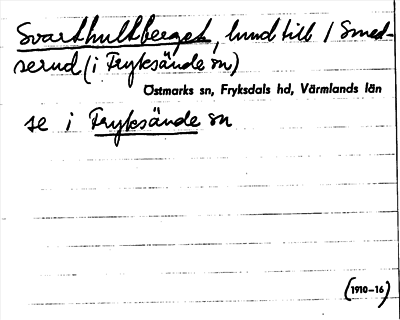 Svarthultberget, lund till 1 Smed-
serud (i Fryksände sn)
Östmarks sn, Fryksdals hd, Värmlands län
se i Fryksände sn
(1910–16)